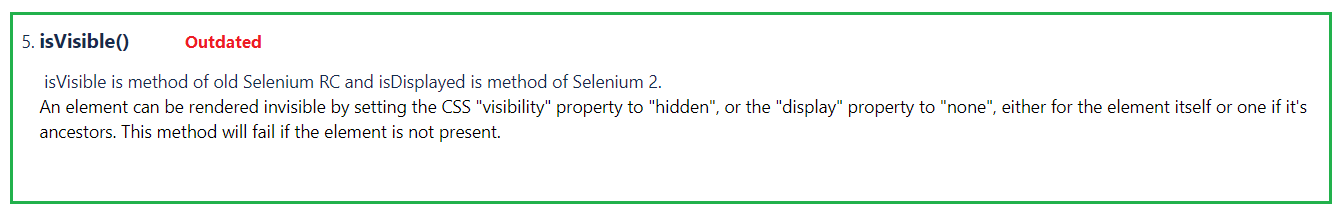 5. isVisible() Outdated
isVisible is method of old Selenium RC and isDisplayed is method of Selenium 2.
An element can be rendered invisible by setting the CSS "visibility" property to "hidden", or the "display" property to "none", either for the element itself or one if it's
ancestors. This method will fail if the element is not present.